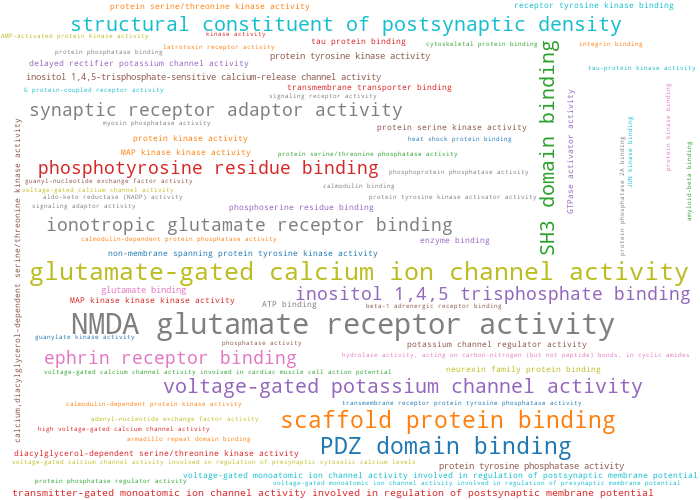 protein serine/threonine kinase activity
receptor tyrosine kinase binding
structural constituent of postsynaptic density
AMP-activated protein kinase activity
kinase activity
tau protein binding
cytoskeletal protein binding
integrin binding
latrotoxin receptor activity
phosphatase binding
protein phosphatase binding
protein tyrosine kinase activity
delayed rectifier potassium channel activity
tau-protein kinase activity
inositol 1,4,5-trisphosphate-sensitive calcium-release channel activity
G protein-coupled receptor activity
transmembrane transporter binding
signaling receptor activity
synaptic receptor adaptor activity
myosin phosphatase activity
protein serine kinase activity
protein kinase activity
heat shock protein binding
MAP kinase kinase activity
protein serine/threonine phosphatase activity
phosphotyrosine residue binding
phosphoprotein phosphatase activity
guanyl-nucleotide exchange factor activity
calmodulin binding
voltage-gated calcium channel activity
aldo-keto reductase (NADP) activity
protein tyrosine kinase activator activity
signaling adaptor activity
phosphoserine residue binding
ionotropic glutamate receptor binding
calmodulin-dependent protein phosphatase activity
enzyme binding
non-membrane spanning protein tyrosine kinase activity
SH3 domain binding
GTPase activator activity
protein phosphatase 2A binding
JUN kinase binding
protein kinase binding
amyloid-beta binding
calcium,diacylglycerol-dependent serine/threonine kinase activity
glutamate-gated calcium ion channel activity
glutamate binding
inositol 1,4,5 trisphosphate binding
MAP kinase kinase kinase activity
ATP binding
beta-1 adrenergic receptor binding
NMDA glutamate receptor activity
guanylate kinase activity
phosphatase activity
potassium channel regulator activity
ephrin receptor binding
hydrolase activity, acting on carbon-nitrogen (but not peptide) bonds, in cyclic amides
voltage-gated calcium channel activity involved in cardiac muscle cell action potential
neurexin family protein binding
voltage-gated potassium channel activity
calmodulin-dependent protein kinase activity
transmembrane receptor protein tyrosine phosphatase activity
adenyl-nucleotide exchange factor activity
scaffold protein binding
high voltage-gated calcium channel activity
armadillo repeat domain binding
PDZ domain binding
diacylglycerol-dependent serine/threonine kinase activity
voltage-gated calcium channel activity involved in regulation of presynaptic cytosolic calcium levels
protein tyrosine phosphatase activity
voltage-gated monoatomic ion channel activity involved in regulation of postsynaptic membrane potential
protein phosphatase regulator activity
voltage-gated monoatomic ion channel activity involved in regulation of presynaptic membrane potential
transmitter-gated monoatomic ion channel activity involved in regulation of postsynaptic membrane potential